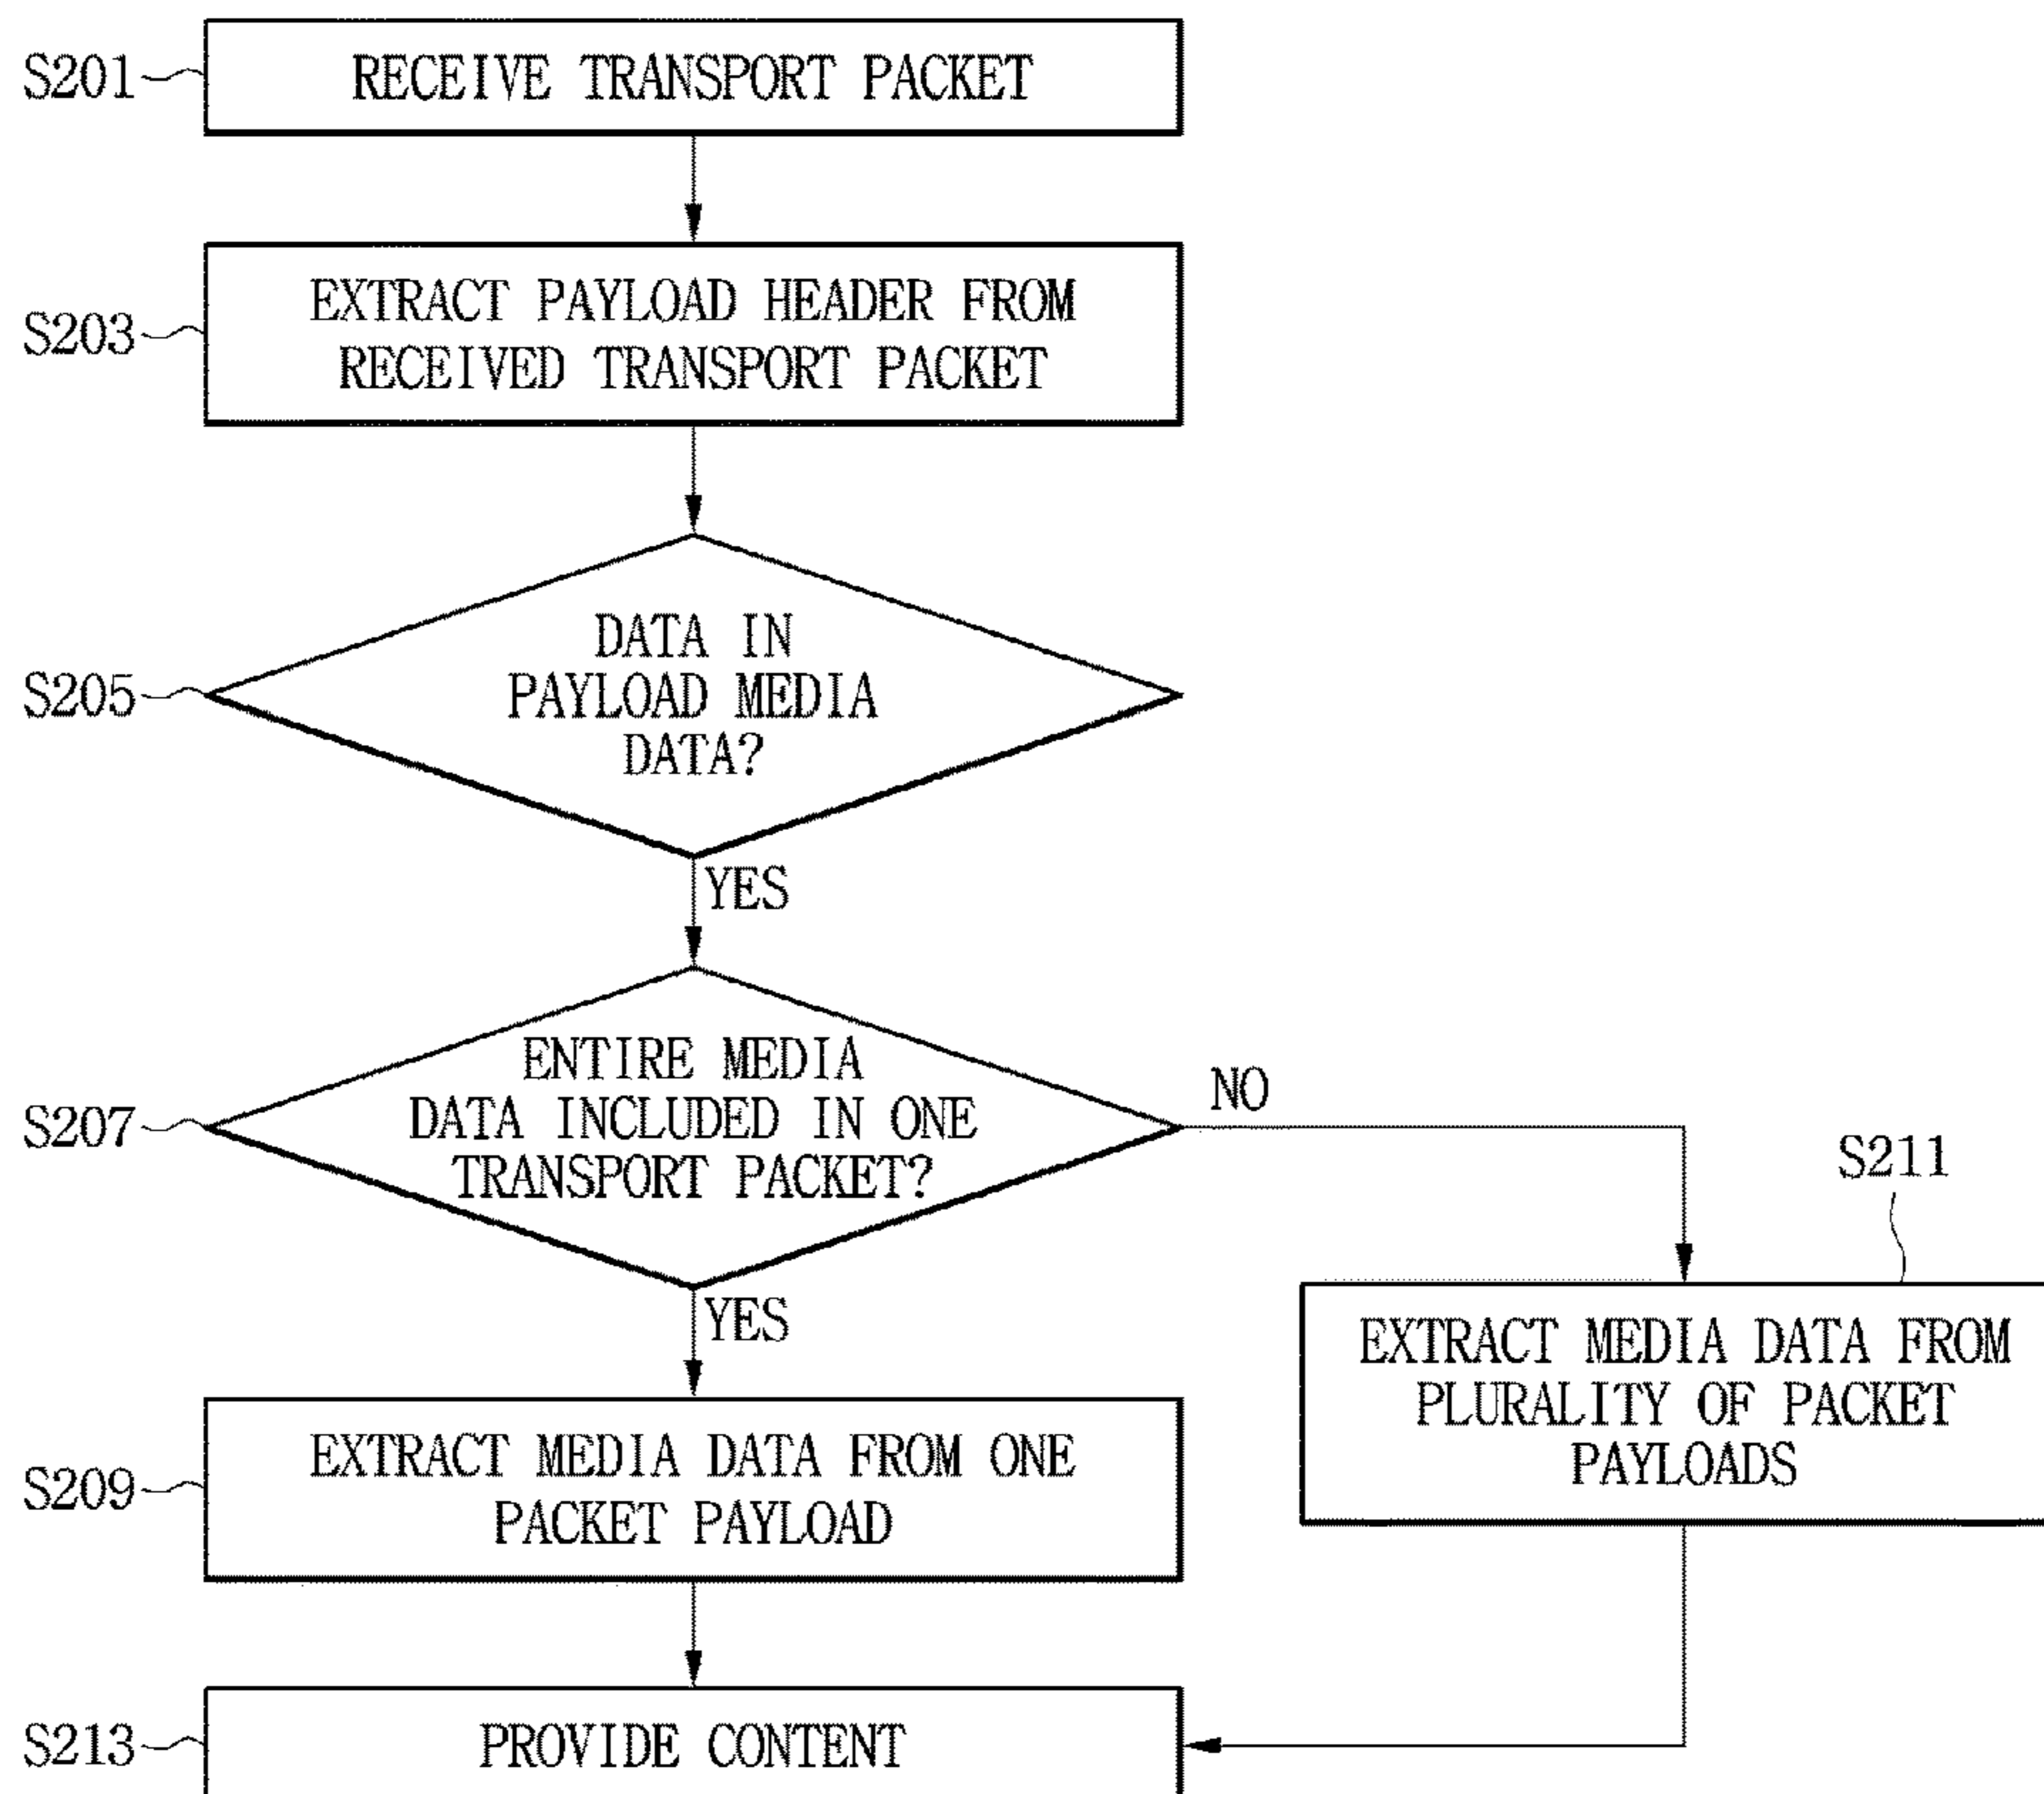 S201
RECEIVE TRANSPORT PACKET
S203
EXTRACT PAYLOAD HEADER FROM
RECEIVED TRANSPORT PACKET
S205
DATA IN
PAYLOAD MEDIA
DATA?
YES
S207
ENTIRE MEDIA
DATA INCLUDED IN ONE
TRANSPORT PACKET?
NO
YES
S211
EXTRACT MEDIA DATA FROM
PLURALITY OF PACKET
PAYLOADS
S209
EXTRACT MEDIA DATA FROM ONE
PACKET PAYLOAD
S213
PROVIDE CONTENT